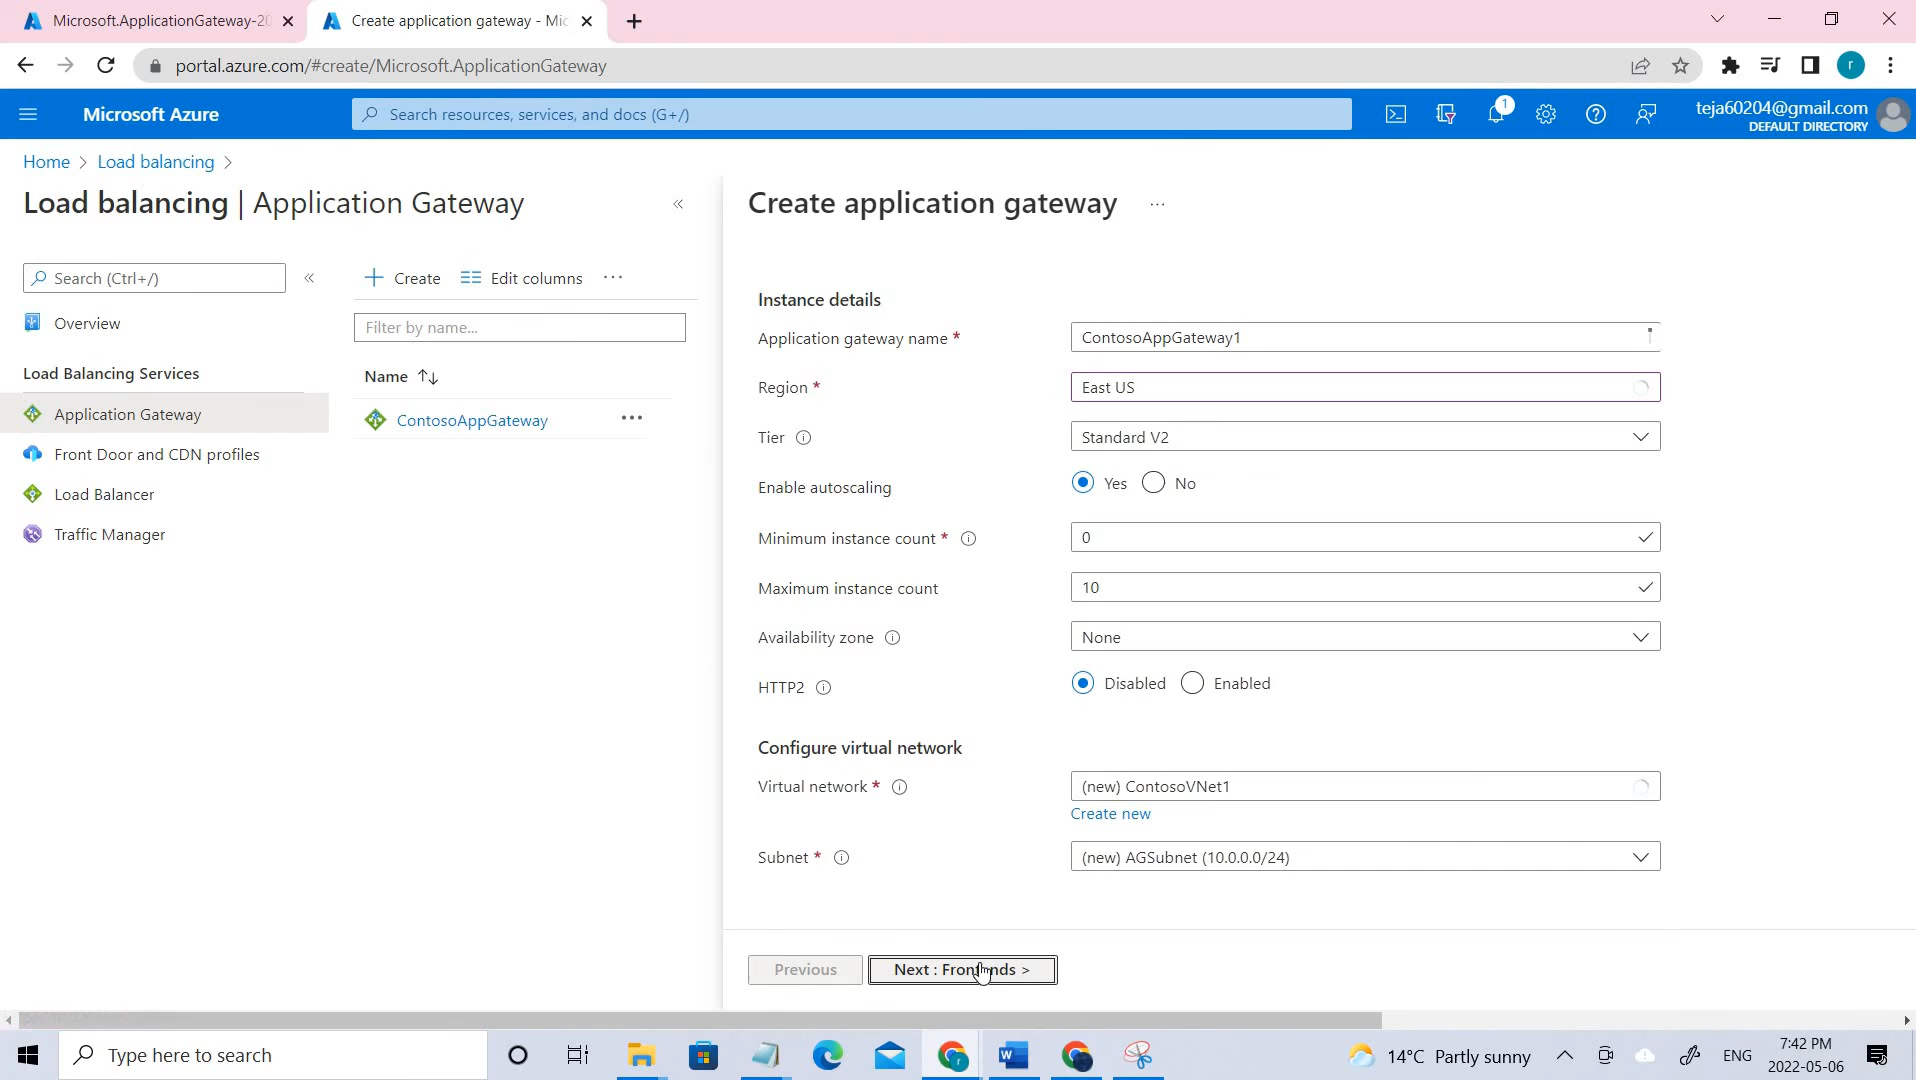 Microsoft.ApplicationGateway-20
Create application gateway - Mic
portal.azure.com/#create/Microsoft.ApplicationGateway
r
Microsoft Azure
Search resources, services, and docs (G+/)
1
teja60204@gmail.com
DEFAULT DIRECTORY
Home > Load balancing >
Load balancing | Application Gateway
Create application gateway
Search (Ctrl+/)
Create
Edit columns
Overview
Filter by name...
Load Balancing Services
Name
Application Gateway
ContosoAppGateway
Front Door and CDN profiles
Load Balancer
Traffic Manager
Instance details
Application gateway name *
ContosoAppGateway1
Region *
East US
Tier
Standard V2
Enable autoscaling
Yes
No
Minimum instance count *
0
Maximum instance count
10
Availability zone
None
HTTP2
Disabled
Enabled
Configure virtual network
Virtual network *
(new) ContosoVNet1
Create new
Subnet *
(new) AGSubnet (10.0.0.0/24)
Previous
Next : Frontends >
Type here to search
14°C Partly sunny
ENG
7:42 PM
2022-05-06